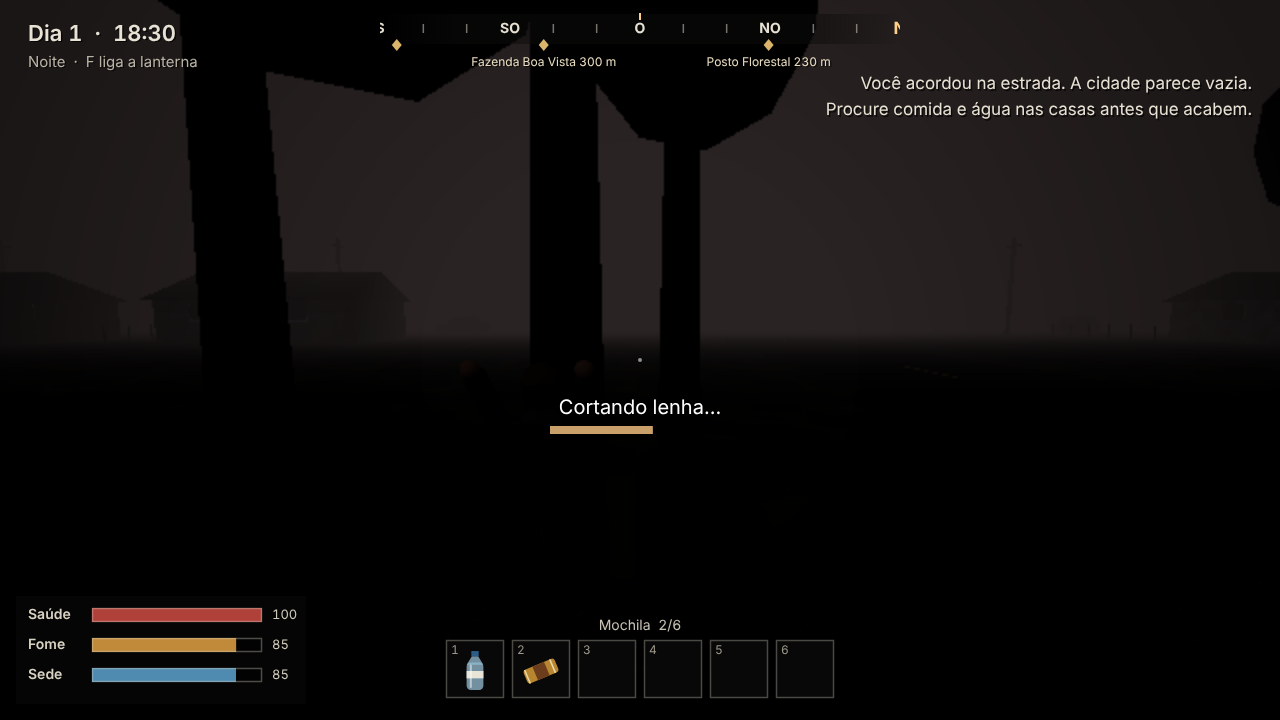 Dia 1 · 18:30
Noite · F liga a lanterna
SO
O
NO
Fazenda Boa Vista 300 m
Posto Florestal 230 m
Você acordou na estrada. A cidade parece vazia.
Procure comida e água nas casas antes que acabem.
Cortando lenha...
Saúde 100
Fome 85
Sede 85
Mochila 2/6
1 2 3 4 5 6